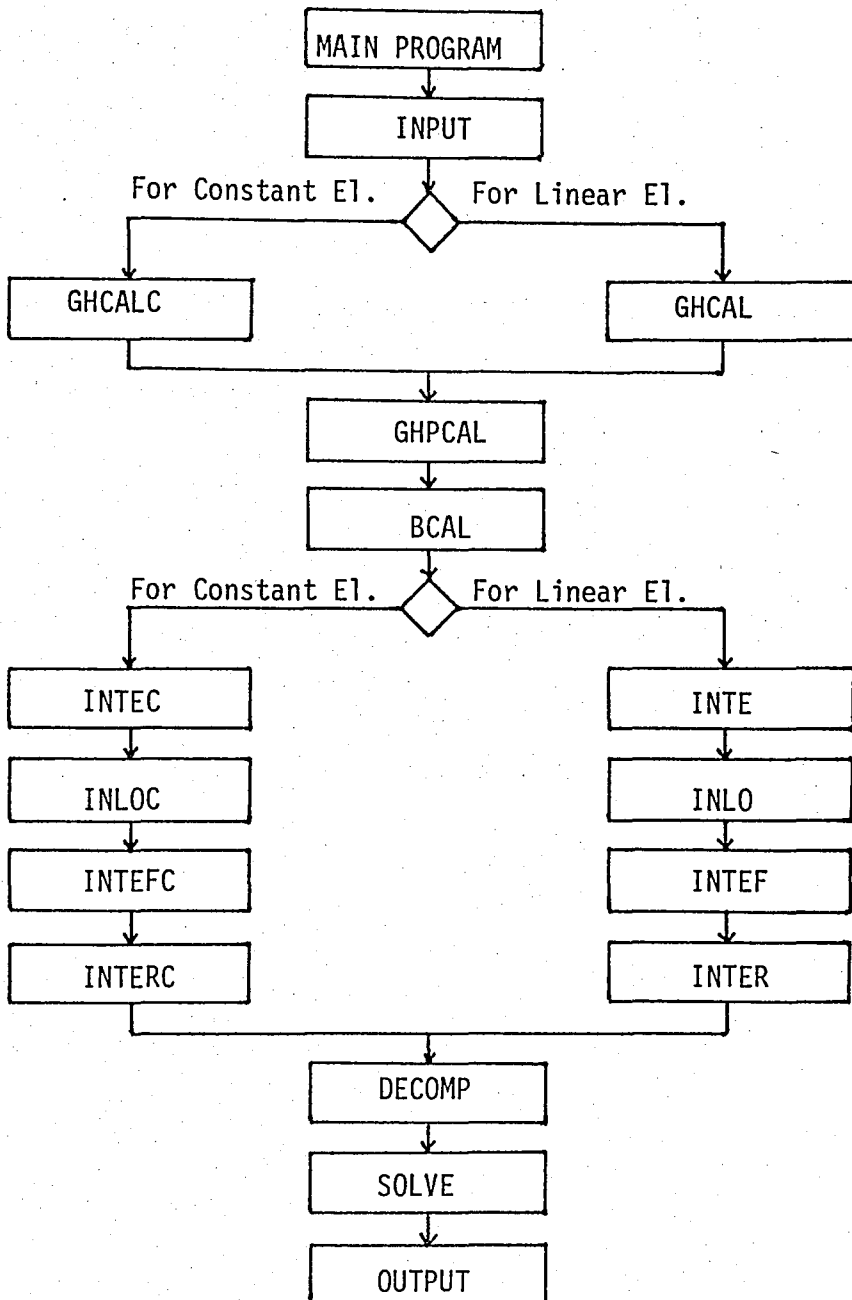 MAIN PROGRAM
INPUT
For Constant El.
For Linear El.
GHCALC
GHCAL
GHPCAL
BCAL
For Constant El.
For Linear El.
INTEC
INTE
INLOC
INLO
INTEFC
INTEF
INTERC
INTER
DECOMP
SOLVE
OUTPUT